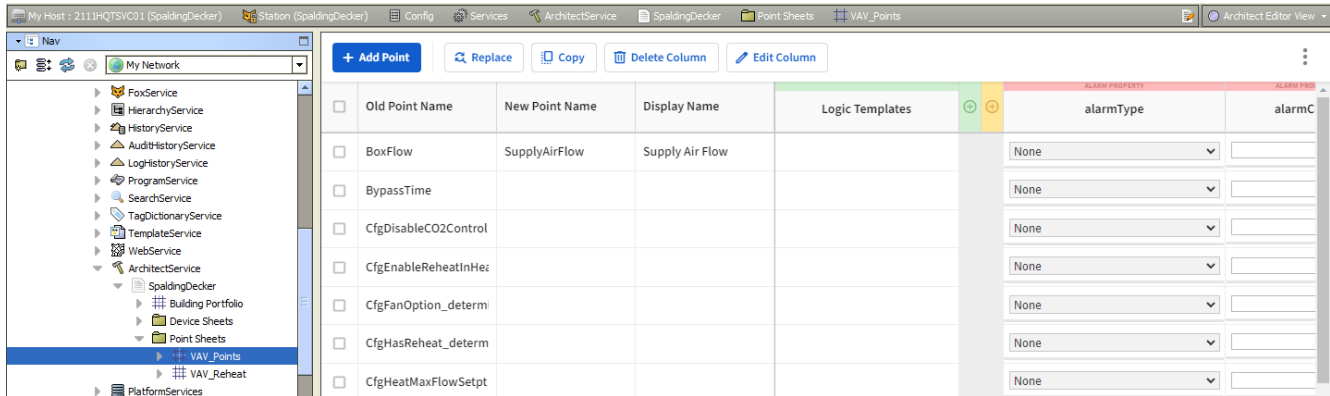 My Host : 2111HQTSVC01 (SpaldingDecker) Station (SpaldingDecker) Config Services ArchitectService SpaldingDecker Point Sheets VAV_Points Architect Editor View
Nav
My Network
FoxService
HierarchyService
HistoryService
AuditHistoryService
LogHistoryService
ProgramService
SearchService
TagDictionaryService
TemplateService
WebService
ArchitectService
SpaldingDecker
Building Portfolio
Device Sheets
Point Sheets
VAV_Points
VAV_Reheat
PlatformServices
+ Add Point Replace Copy Delete Column Edit Column
ALARM PROPERTY ALARM PRO
Old Point Name New Point Name Display Name Logic Templates alarmType alarmC
BoxFlow SupplyAirFlow Supply Air Flow None
BypassTime None
CfgDisableCO2Control None
CfgEnableReheatInHea None
CfgFanOption_determi None
CfgHasReheat_determ None
CfgHeatMaxFlowSetpt None